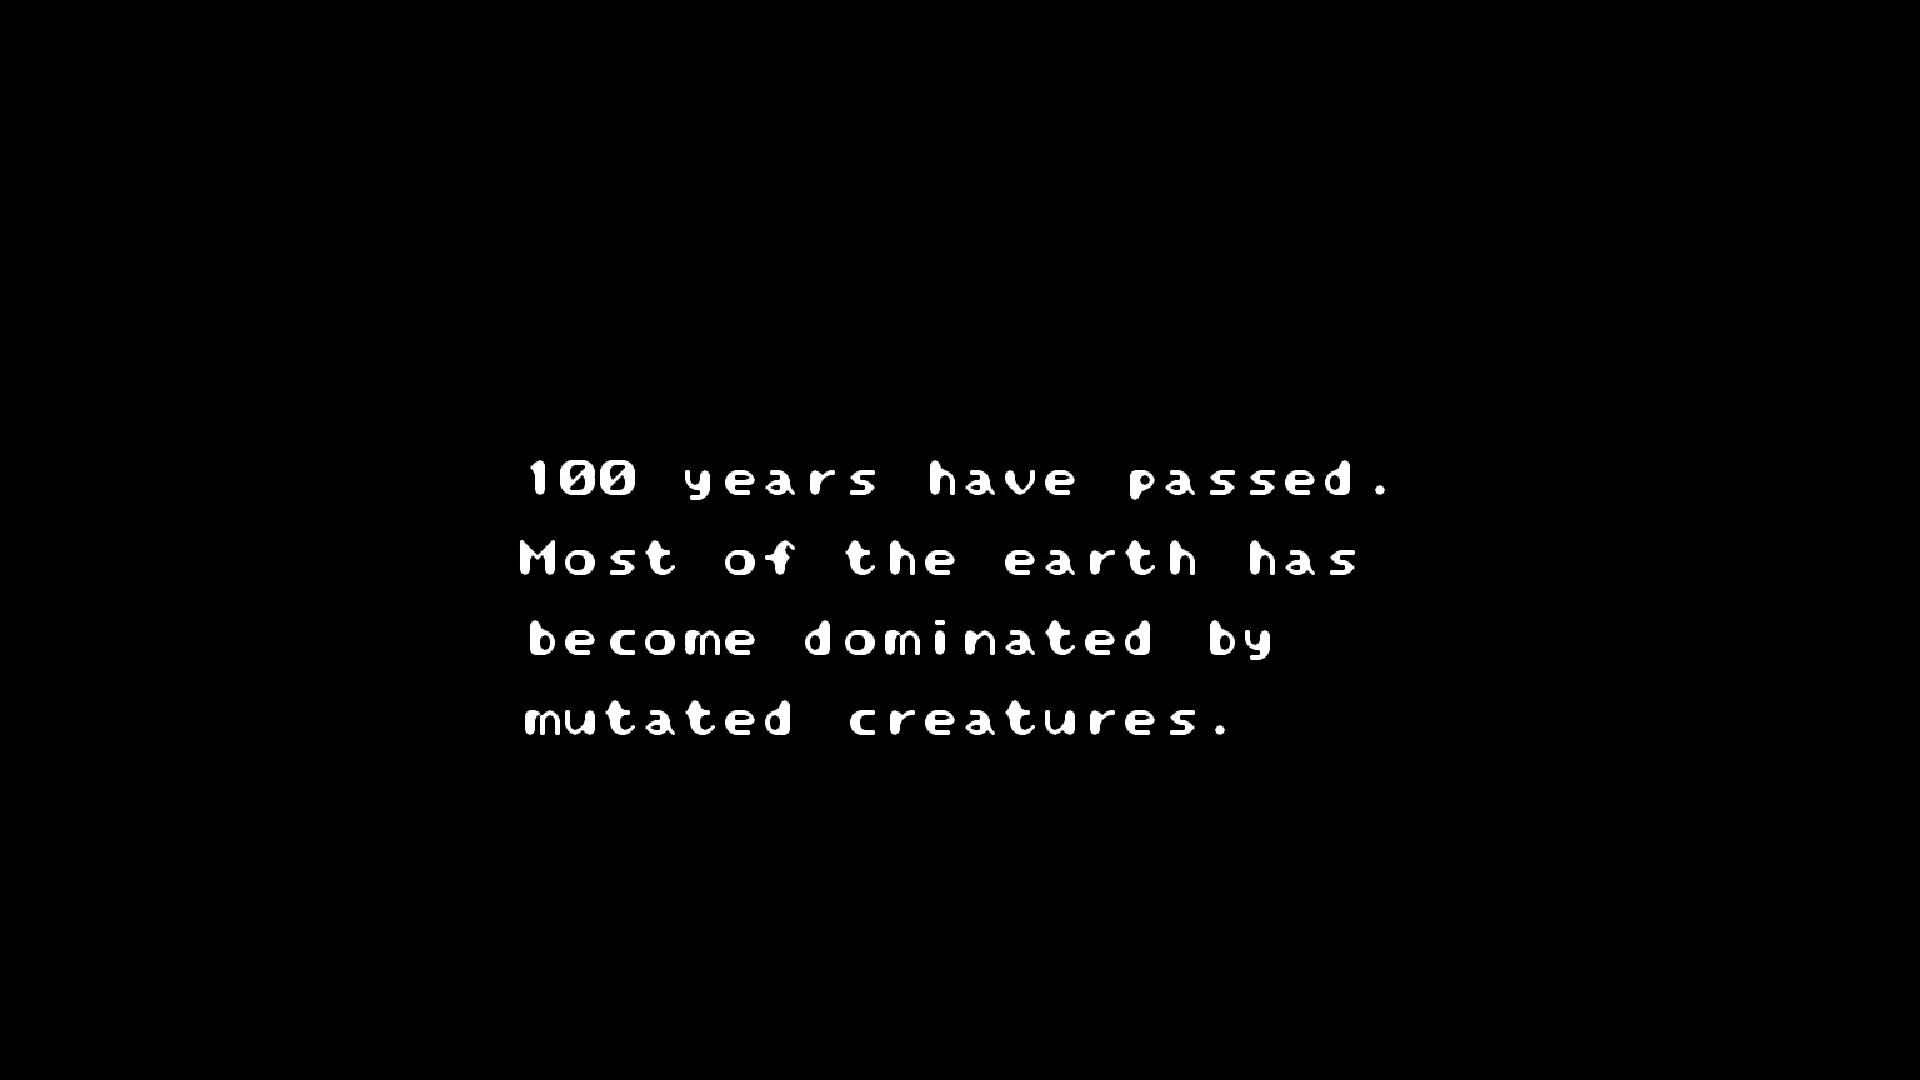 100 years have passed.
Most of the earth has
become dominated by
mutated creatures.